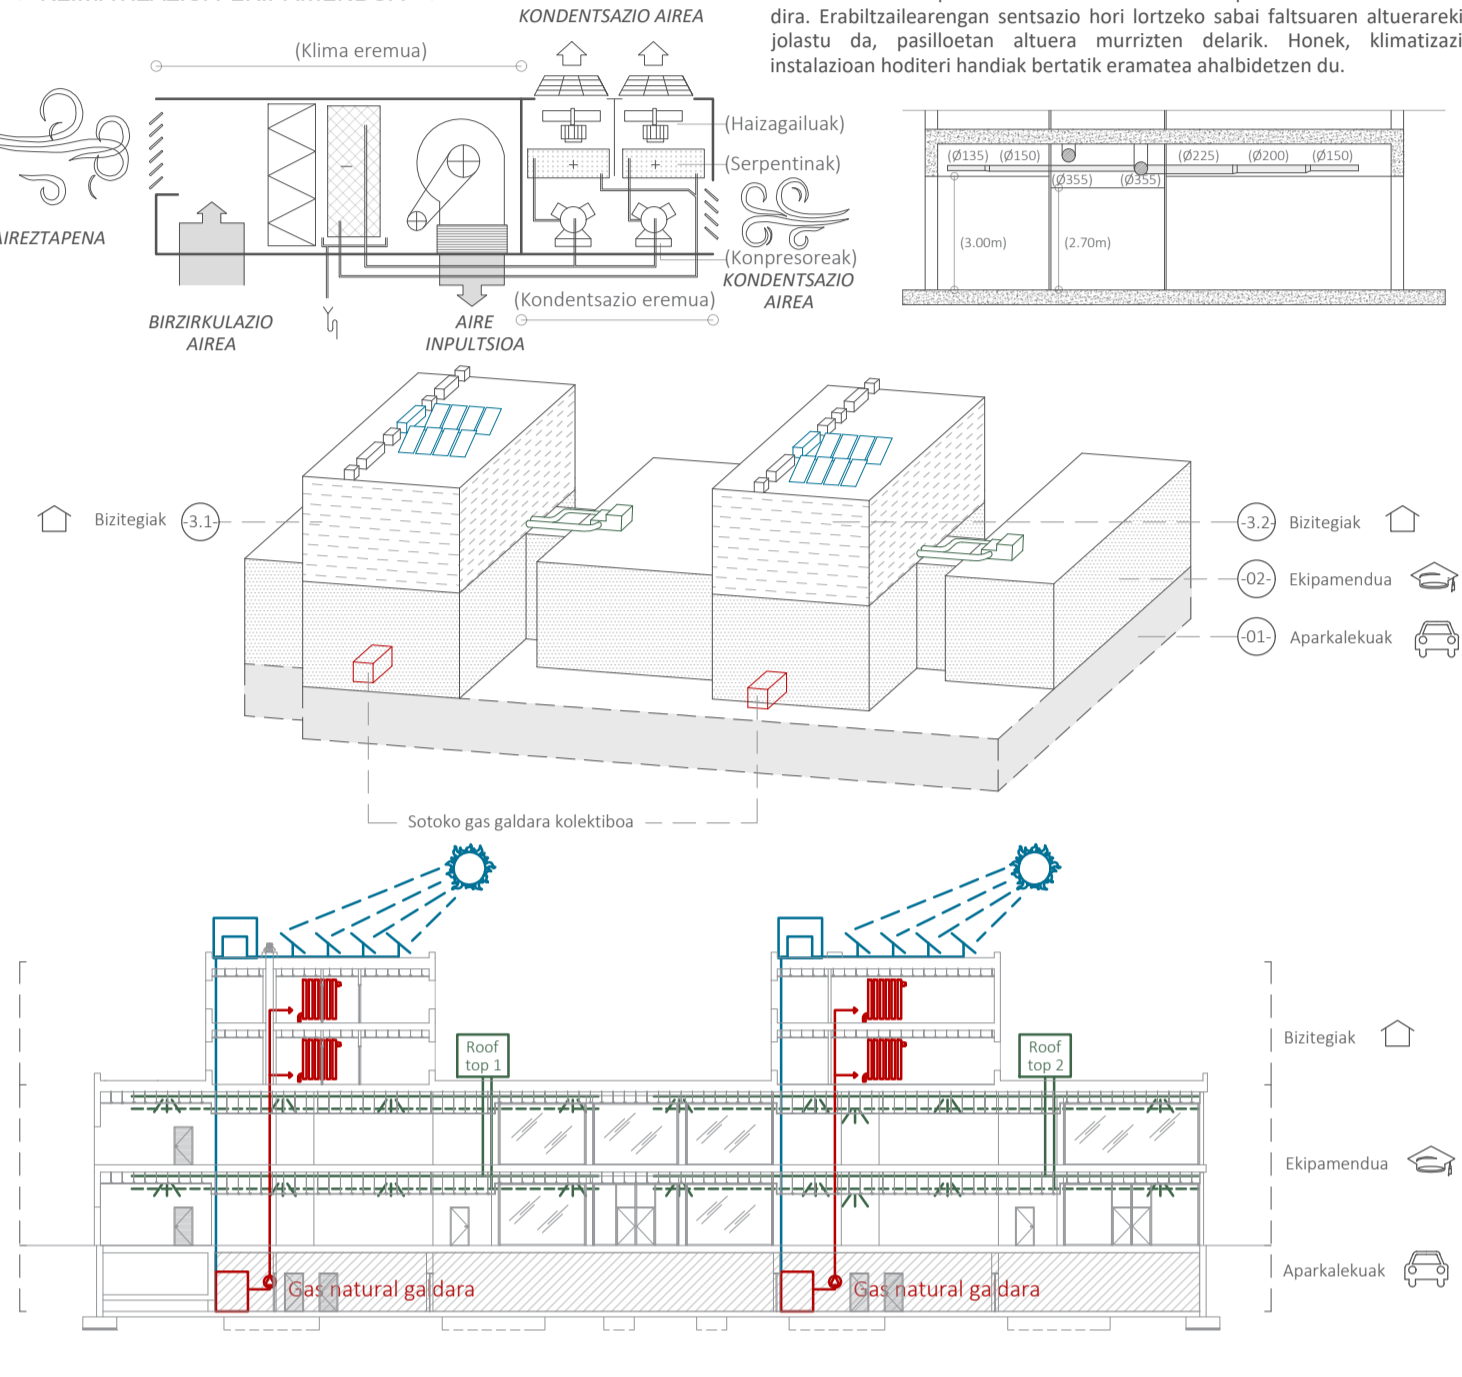 KONDENTSAZIO AIREA
dira. Erabiltzailearengan sentsazio hori lortzeko sabai faltsuaren altuerareki
jolastu da, pasilloetan altuera murrizten delarik. Honek, klimatizazi
instalazioan hoditeri handiak bertatik eramatea ahalbidetzen du.
(Klima eremua)
(Haizagailuak)
(Serpentinak)
(Konpresoreak)
KONDENTSAZIO
AIREA
(Kondentsazio eremua)
AIREZTAPENA
BIRZIRKULAZIO
AIREA
AIRE
INPULTSIOA
(Ø135) (Ø150) (Ø225) (Ø200) (Ø150)
(Ø355) (Ø355)
(3.00m) (2.70m)
Bizitegiak -3.1-
-3.2- Bizitegiak
-02- Ekipamendua
-01- Aparkalekuak
Sotoko gas galdara kolektiboa
Roof
top 1
Roof
top 2
Bizitegiak
Ekipamendua
Aparkalekuak
Gas natural galdara
Gas natural galdara